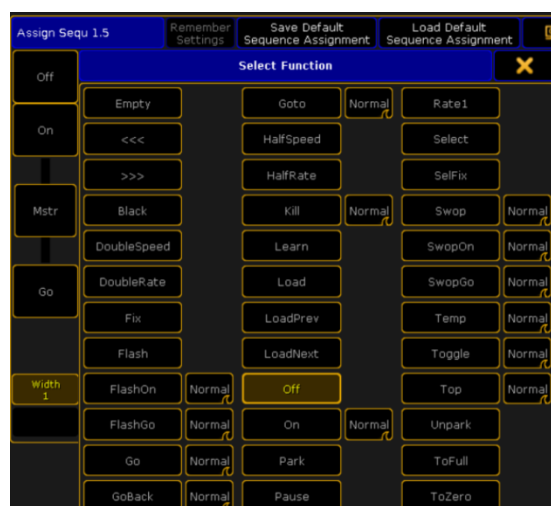 Assign Sequ 1.5
Remember
Settings
Save Default
Sequence Assignment
Load Default
Sequence Assignment
Select Function
Off
On
Mstr
Go
Width
1
Empty
Goto Normal
Rate1
<<<
HalfSpeed
Select
>>>
HalfRate
SelFix
Black
Kill Normal
Swop Normal
DoubleSpeed
Learn
SwopOn Normal
DoubleRate
Load
SwopGo Normal
Fix
LoadPrev
Temp Normal
Flash
LoadNext
Toggle Normal
FlashOn Normal
Off
Top Normal
FlashGo Normal
On Normal
Unpark
Go Normal
Park
ToFull
GoBack Normal
Pause
ToZero